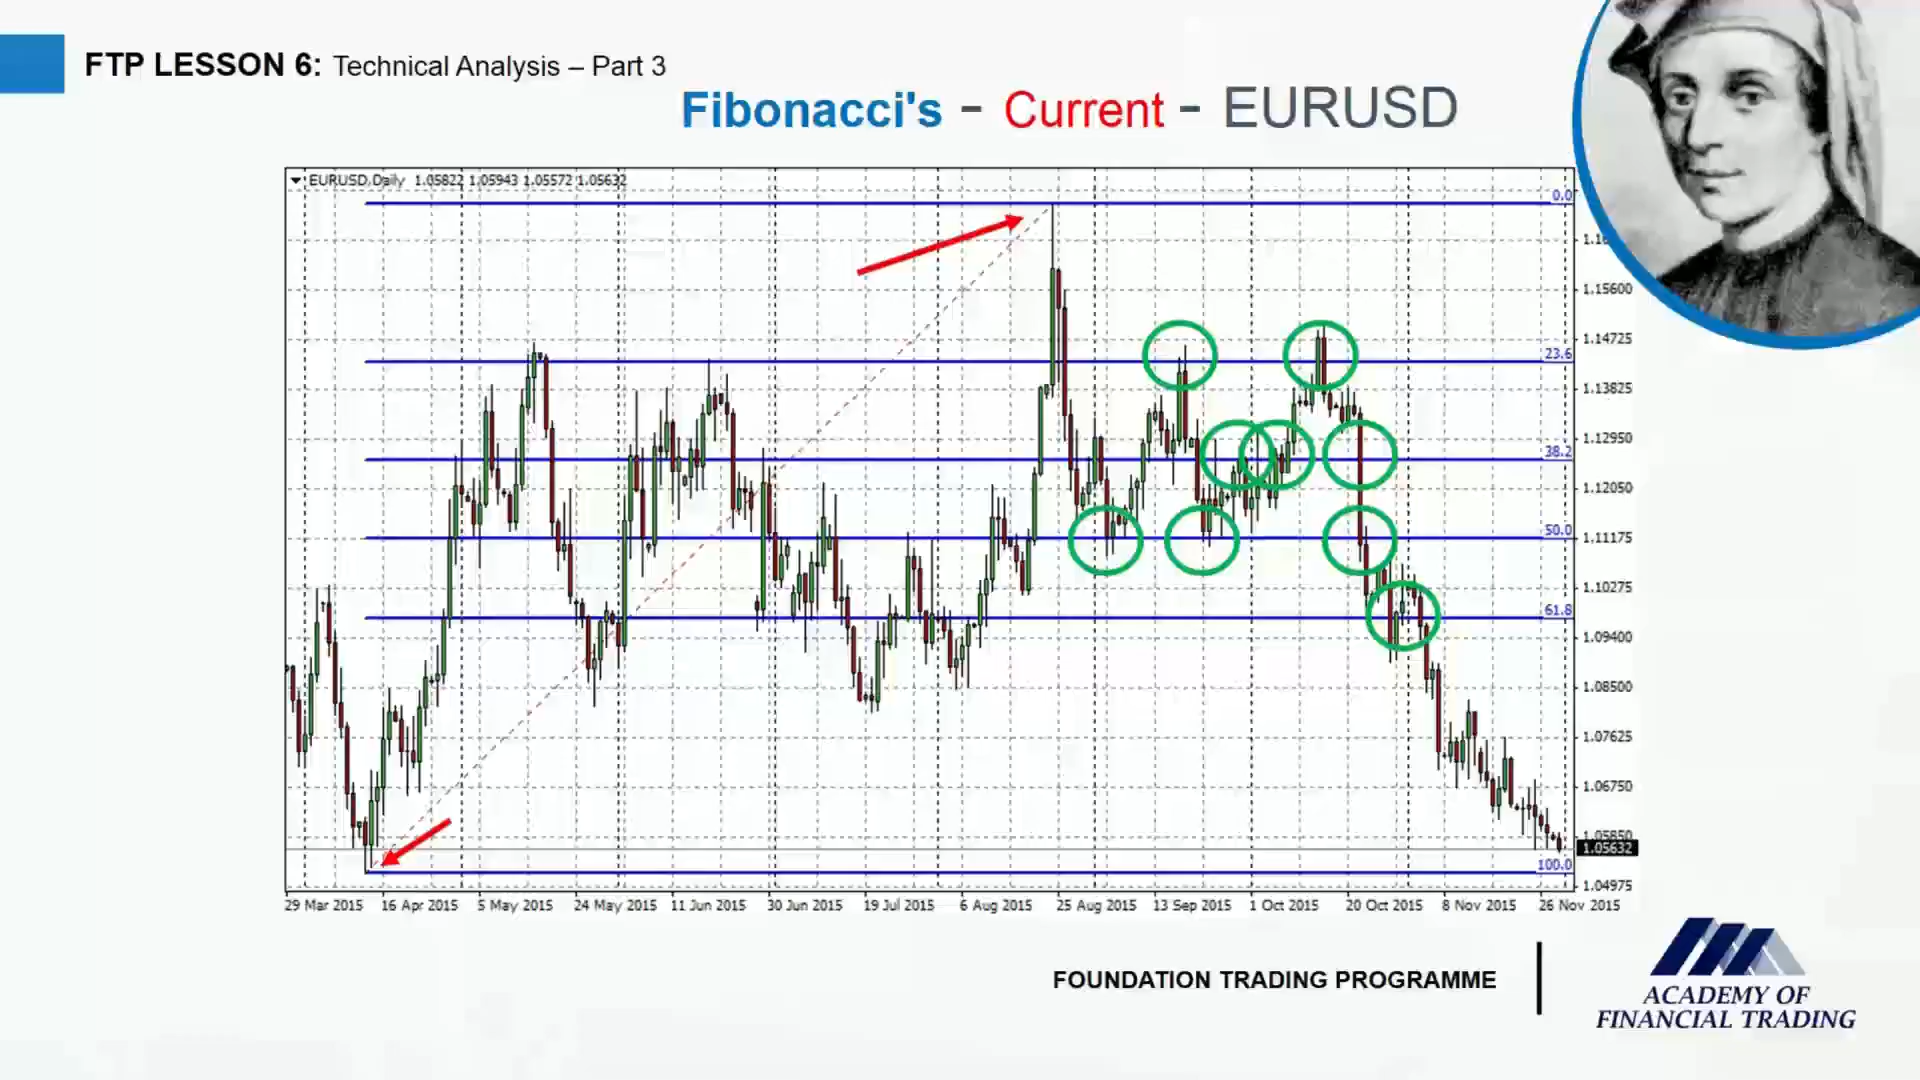 FTP LESSON 6: Technical Analysis – Part 3
Fibonacci's - Current - EURUSD
EURUSD,Daily 1.05822 1.05943 1.05572 1.05632
0.0
1.15600
1.14725
23.6
1.13825
1.12950
38.2
1.12050
50.0
1.11175
1.10275
61.8
1.09400
1.08500
1.07625
1.06750
1.05850
1.05632
100.0
1.04975
29 Mar 2015 16 Apr 2015 5 May 2015 24 May 2015 11 Jun 2015 30 Jun 2015 19 Jul 2015 6 Aug 2015 25 Aug 2015 13 Sep 2015 1 Oct 2015 20 Oct 2015 8 Nov 2015 26 Nov 2015
FOUNDATION TRADING PROGRAMME
ACADEMY OF
FINANCIAL TRADING